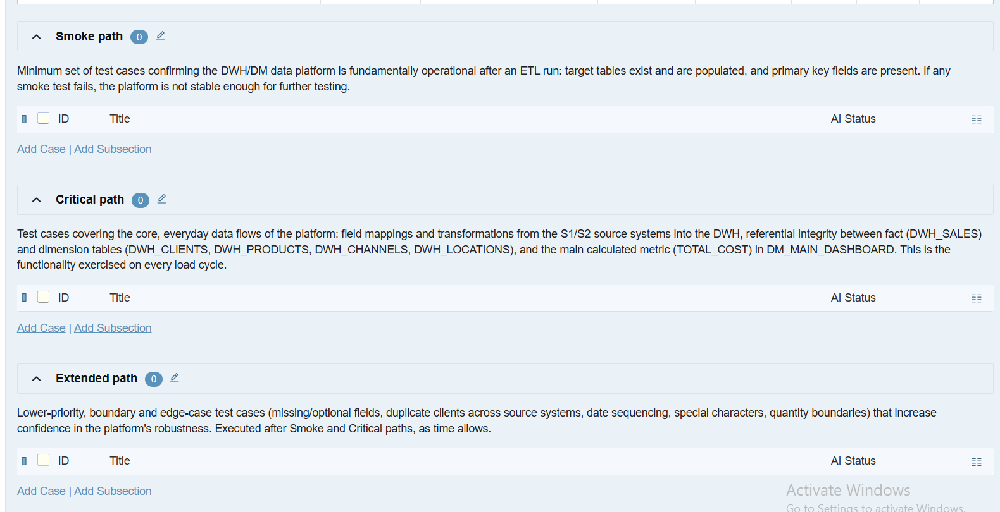 Smoke path 0
Minimum set of test cases confirming the DWH/DM data platform is fundamentally operational after an ETL run: target tables exist and are populated, and primary key fields are present. If any
smoke test fails, the platform is not stable enough for further testing.
ID Title AI Status
Add Case | Add Subsection
Critical path 0
Test cases covering the core, everyday data flows of the platform: field mappings and transformations from the S1/S2 source systems into the DWH, referential integrity between fact (DWH_SALES)
and dimension tables (DWH_CLIENTS, DWH_PRODUCTS, DWH_CHANNELS, DWH_LOCATIONS), and the main calculated metric (TOTAL_COST) in DM_MAIN_DASHBOARD. This is the
functionality exercised on every load cycle.
ID Title AI Status
Add Case | Add Subsection
Extended path 0
Lower-priority, boundary and edge-case test cases (missing/optional fields, duplicate clients across source systems, date sequencing, special characters, quantity boundaries) that increase
confidence in the platform's robustness. Executed after Smoke and Critical paths, as time allows.
ID Title AI Status
Add Case | Add Subsection
Activate Windows
Go to Settings to activate Windows.